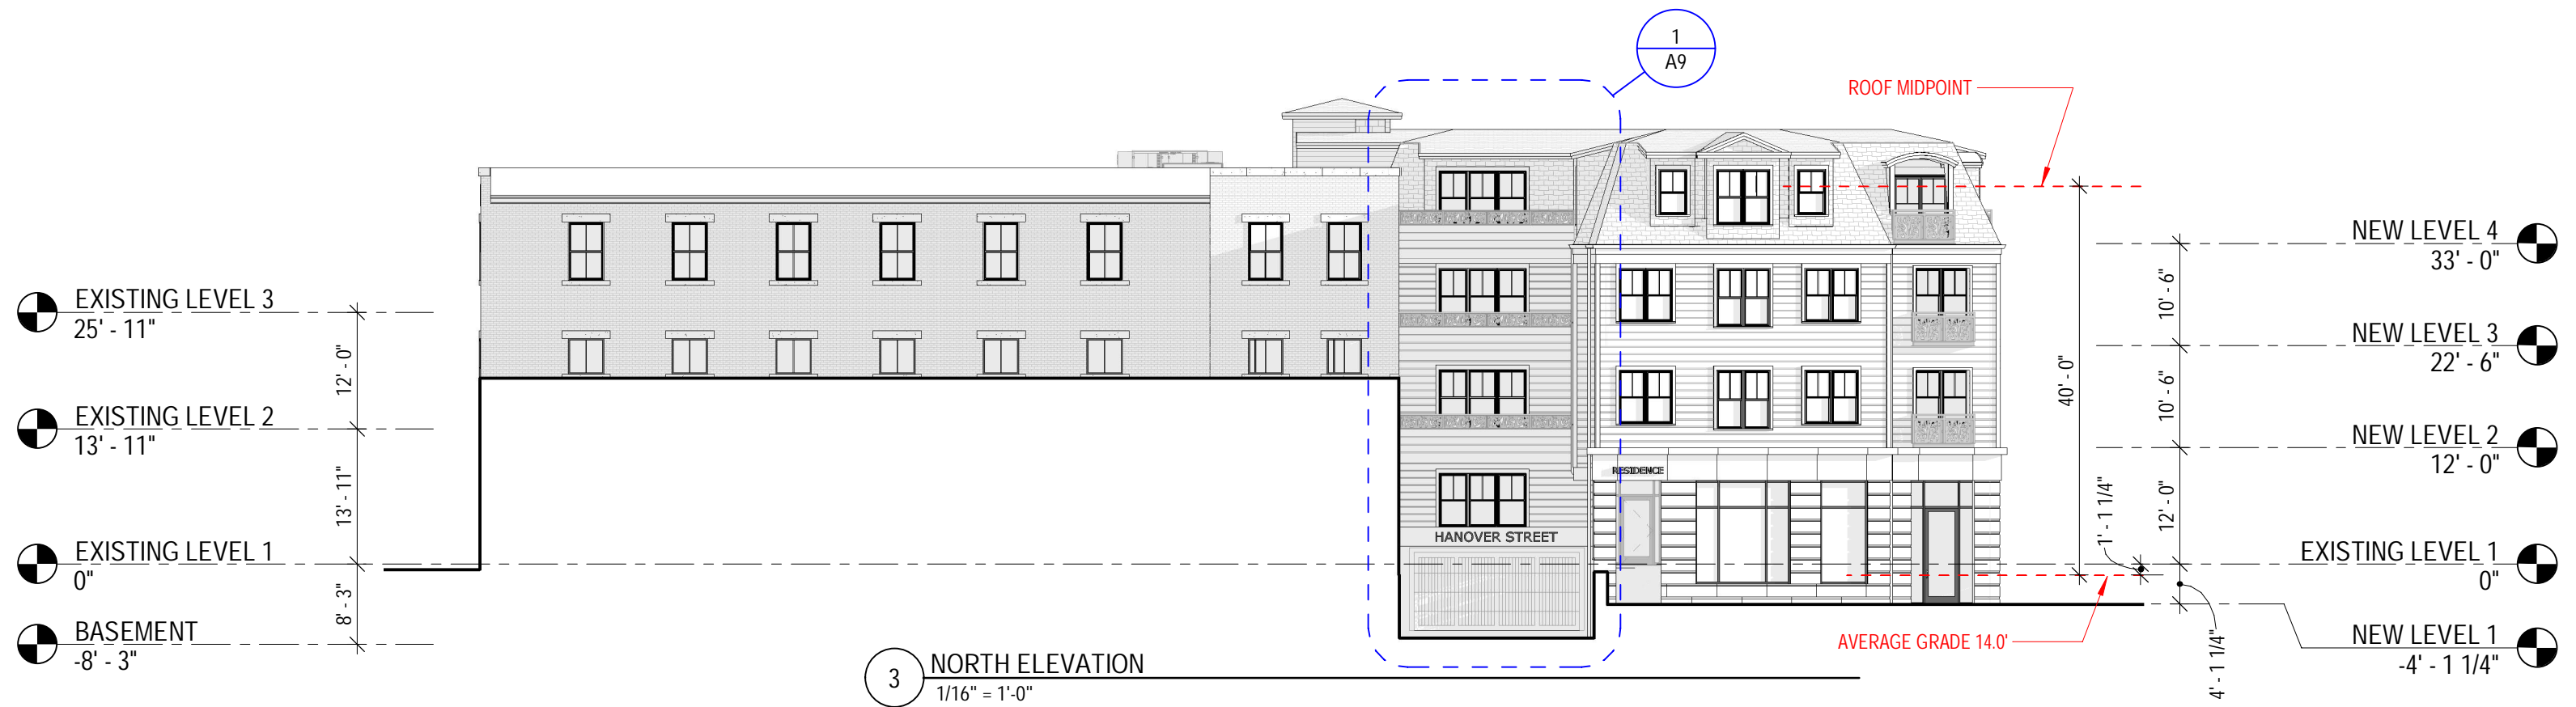 1
A9
ROOF MIDPOINT
NEW LEVEL 4
33' - 0"
10' - 6"
NEW LEVEL 3
22' - 6"
10' - 6"
NEW LEVEL 2
12' - 0"
12' - 0"
40' - 0"
1' - 1 1/4"
EXISTING LEVEL 1
0"
NEW LEVEL 1
-4' - 1 1/4"
4' - 1 1/4"
AVERAGE GRADE 14.0'
EXISTING LEVEL 3
25' - 11"
12' - 0"
EXISTING LEVEL 2
13' - 11"
13' - 11"
EXISTING LEVEL 1
0"
8' - 3"
BASEMENT
-8' - 3"
RESIDENCE
HANOVER STREET
3
NORTH ELEVATION
1/16" = 1'-0"